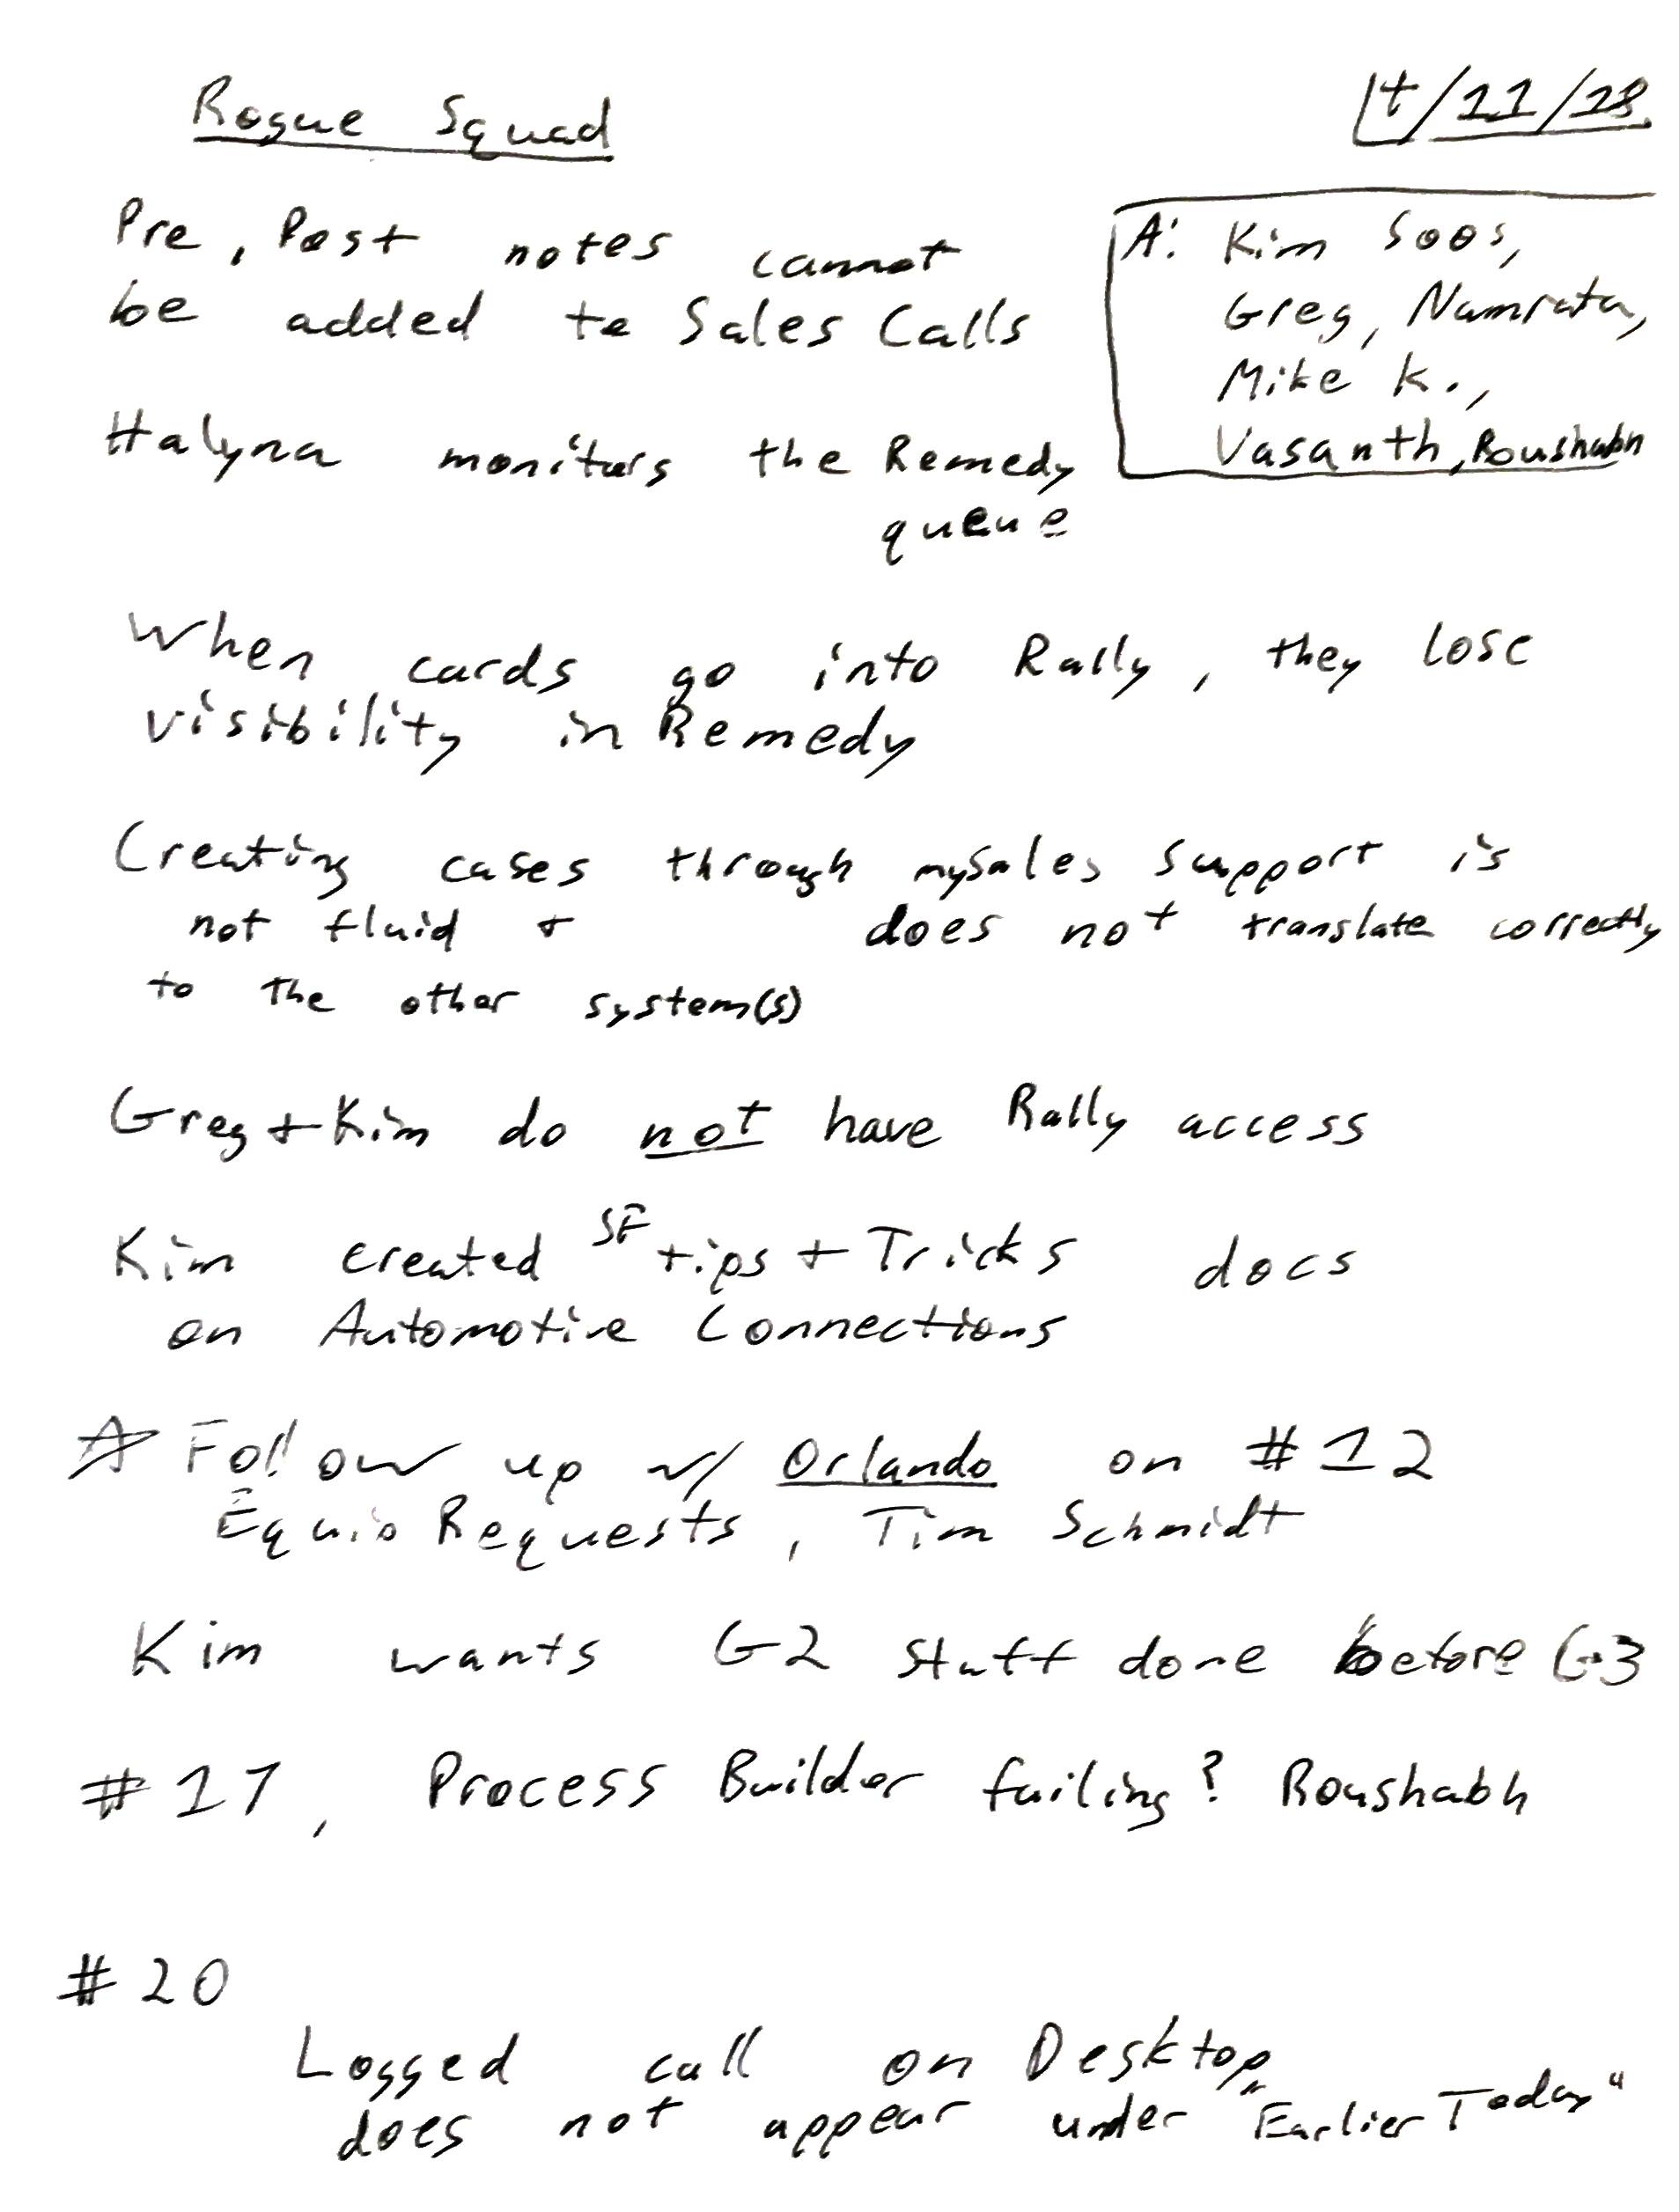 Rogue Squad
4/11/18
Pre, Post notes cannot
be added to Sales Calls
A: Kim Soos,
Greg, Namrata,
Mike K.,
Vasanth, Roushabh
Halyna monitors the Remedy
queue
When cards go into Rally, they lose
visibility in Remedy
Creating cases through mySales Support is
not fluid + does not translate correctly
to the other system(s)
Greg + Kim do not have Rally access
Kim created SF tips + Tricks docs
on Automotive Connections
☆ Follow up w/ Orlando on #12
Equip Requests, Tim Schmidt
Kim wants G2 stuff done before G3
#17, Process Builder failing? Roushabh
#20
Logged call on Desktop
does not appear under "Earlier Today"